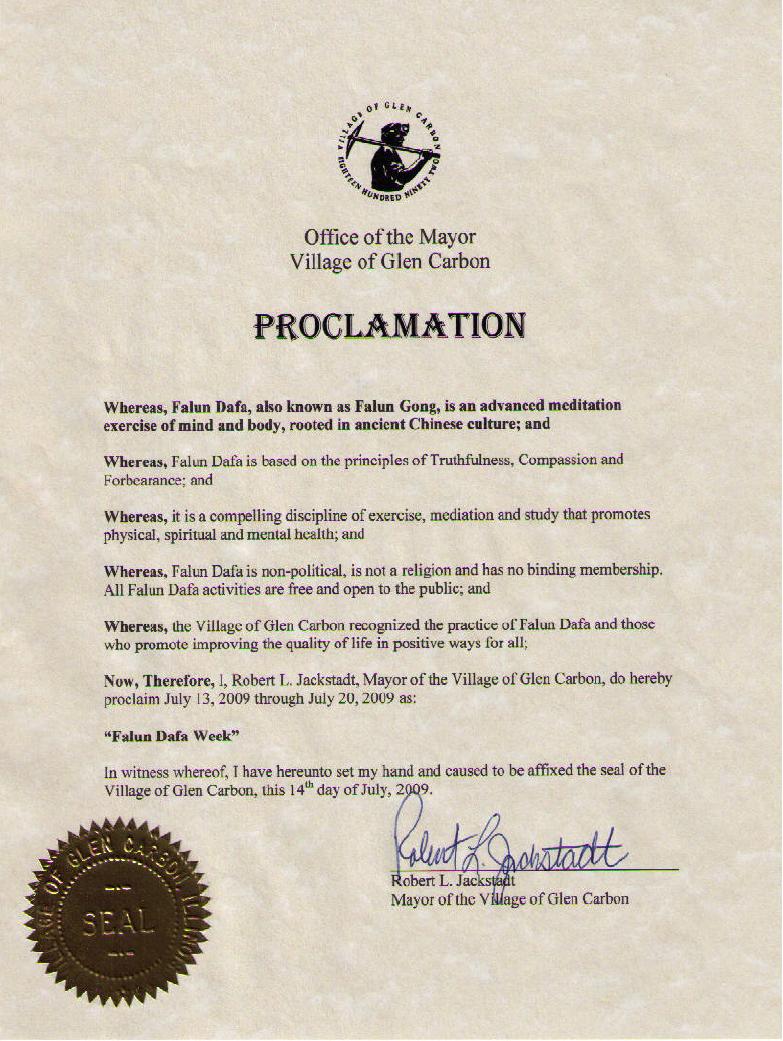 VILLAGE OF GLEN CARBON
EIGHTEEN HUNDRED NINETY TWO
Office of the Mayor
Village of Glen Carbon
PROCLAMATION
Whereas, Falun Dafa, also known as Falun Gong, is an advanced meditation
exercise of mind and body, rooted in ancient Chinese culture; and
Whereas, Falun Dafa is based on the principles of Truthfulness, Compassion and
Forbearance; and
Whereas, it is a compelling discipline of exercise, mediation and study that promotes
physical, spiritual and mental health; and
Whereas, Falun Dafa is non-political, is not a religion and has no binding membership.
All Falun Dafa activities are free and open to the public; and
Whereas, the Village of Glen Carbon recognized the practice of Falun Dafa and those
who promote improving the quality of life in positive ways for all;
Now, Therefore, I, Robert L. Jackstadt, Mayor of the Village of Glen Carbon, do hereby
proclaim July 13, 2009 through July 20, 2009 as:
“Falun Dafa Week”
In witness whereof, I have hereunto set my hand and caused to be affixed the seal of the
Village of Glen Carbon, this 14th day of July, 2009.
Robert L. Jackstadt
Robert L. Jackstadt
Mayor of the Village of Glen Carbon
VILLAGE OF GLEN CARBON, ILLINOIS
SEAL